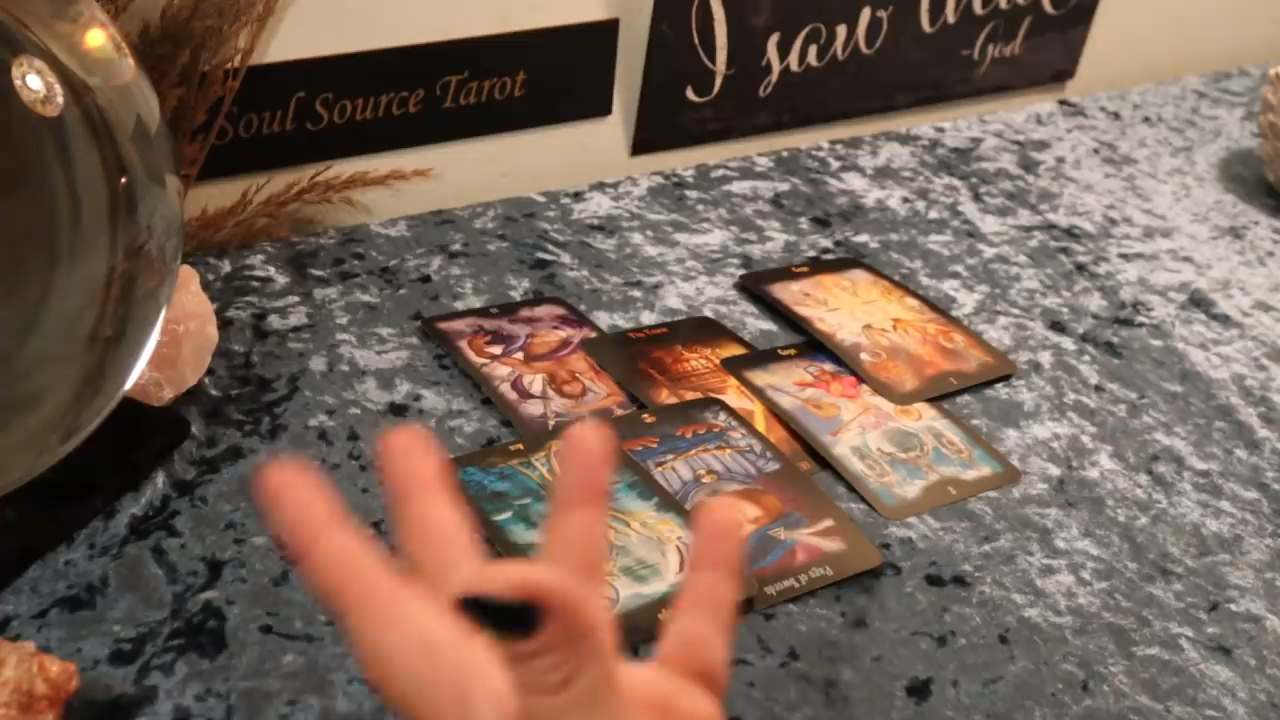 Soul Source Tarot
I saw that
-God
The Tower
Cups
Cups
Page of Swords